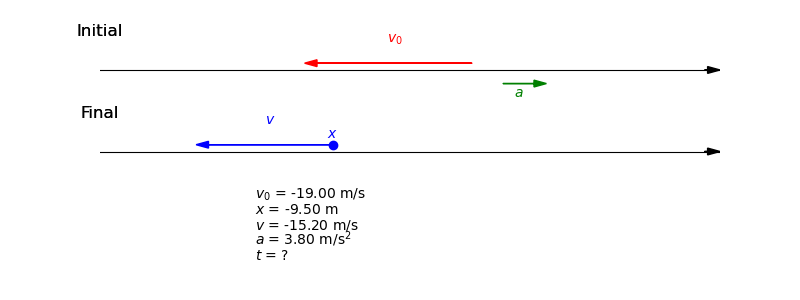 Initial
v₀
a
Final
v
x
v₀ = -19.00 m/s
x = -9.50 m
v = -15.20 m/s
a = 3.80 m/s²
t = ?